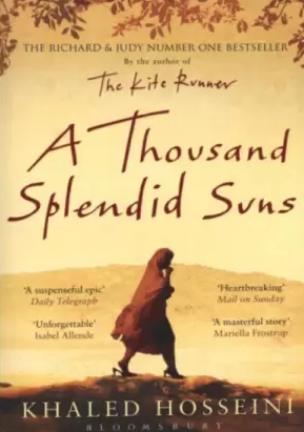 THE RICHARD & JUDY NUMBER ONE BESTSELLER
By the author of
The Kite Runner
A Thousand
Splendid Suns
'A suspenseful epic'
Daily Telegraph
'Heartbreaking'
Mail on Sunday
'Unforgettable'
Isabel Allende
'A masterful story'
Mariella Frostrup
KHALED HOSSEINI
BLOOMSBURY